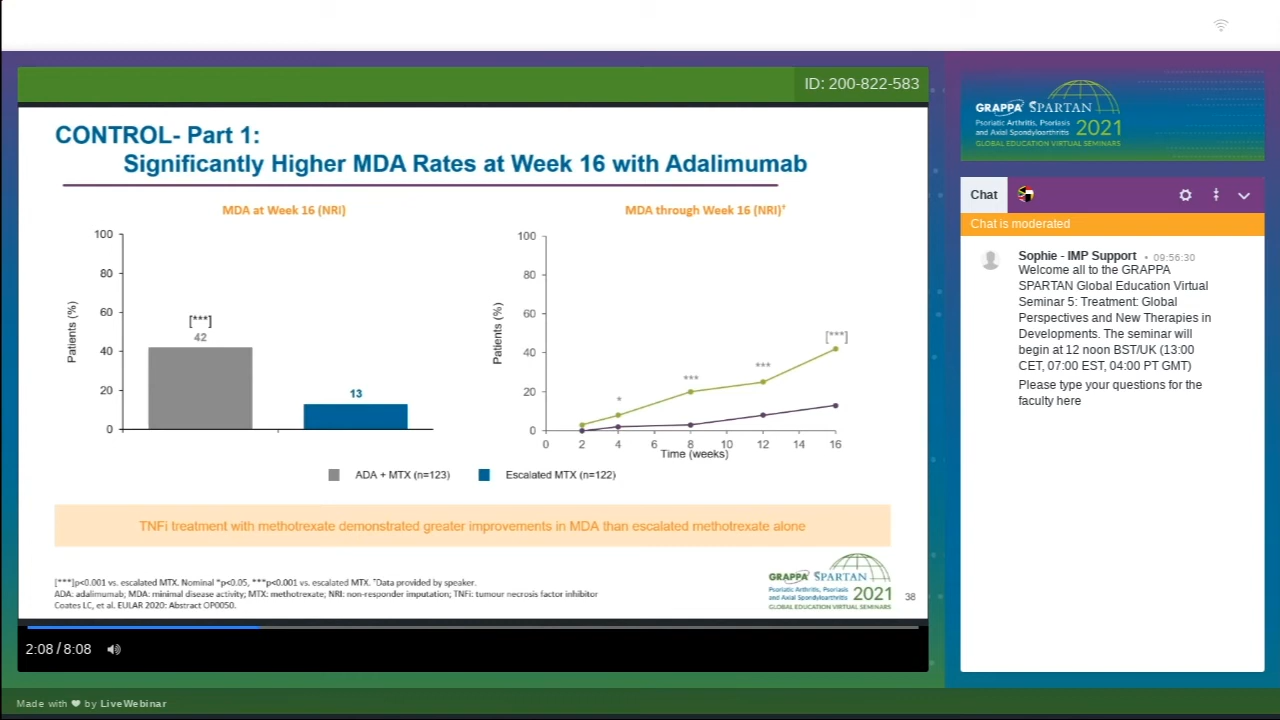 ID: 200-822-583
CONTROL- Part 1:
Significantly Higher MDA Rates at Week 16 with Adalimumab
MDA at Week 16 (NRI)
100
80
60
40
20
0
Patients (%)
[***]
42
13
MDA through Week 16 (NRI)†
100
80
60
40
20
0
Patients (%)
*
***
***
[***]
0 2 4 6 8 10 12 14 16
Time (weeks)
ADA + MTX (n=123)
Escalated MTX (n=122)
TNFi treatment with methotrexate demonstrated greater improvements in MDA than escalated methotrexate alone
[***]p<0.001 vs. escalated MTX. Nominal *p<0.05, ***p<0.001 vs. escalated MTX. †Data provided by speaker.
ADA: adalimumab; MDA: minimal disease activity; MTX: methotrexate; NRI: non-responder imputation; TNFi: tumour necrosis factor inhibitor
Coates LC, et al. EULAR 2020: Abstract OP0050.
GRAPPA SPARTAN
Psoriatic Arthritis, Psoriasis
and Axial Spondyloarthritis 2021
GLOBAL EDUCATION VIRTUAL SEMINARS
38
2:08 / 8:08
GRAPPA SPARTAN
Psoriatic Arthritis, Psoriasis
and Axial Spondyloarthritis 2021
GLOBAL EDUCATION VIRTUAL SEMINARS
Chat
Chat is moderated
Sophie - IMP Support • 09:56:30
Welcome all to the GRAPPA
SPARTAN Global Education Virtual
Seminar 5: Treatment: Global
Perspectives and New Therapies in
Developments. The seminar will
begin at 12 noon BST/UK (13:00
CET, 07:00 EST, 04:00 PT GMT)
Please type your questions for the
faculty here
Made with ❤ by LiveWebinar